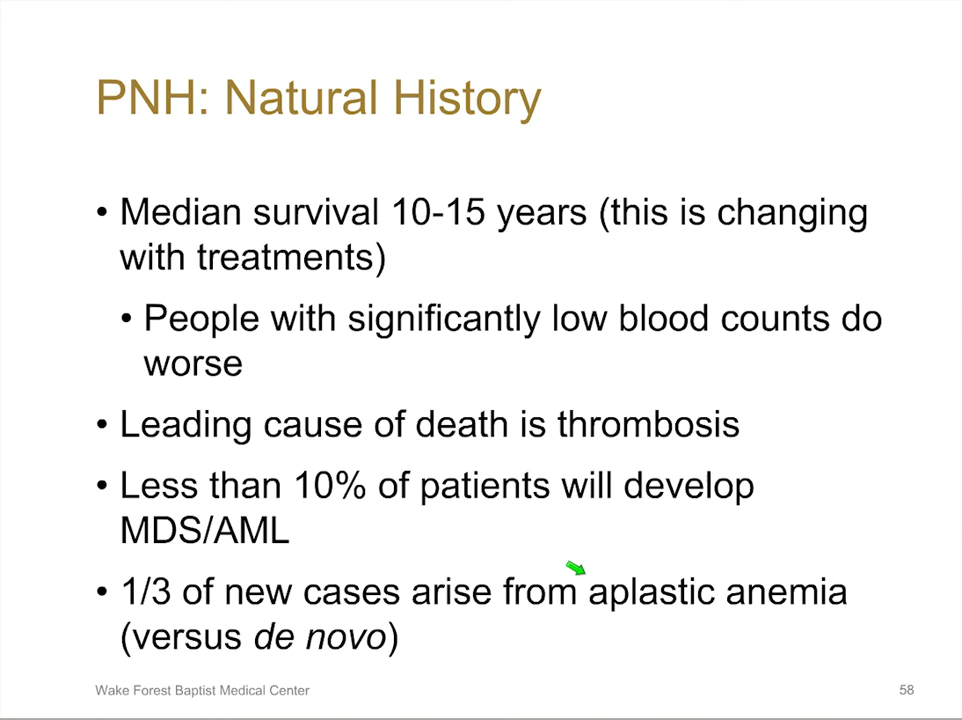 PNH: Natural History
• Median survival 10-15 years (this is changing
with treatments)
• People with significantly low blood counts do
worse
• Leading cause of death is thrombosis
• Less than 10% of patients will develop
MDS/AML
• 1/3 of new cases arise from aplastic anemia
(versus de novo)
Wake Forest Baptist Medical Center
58